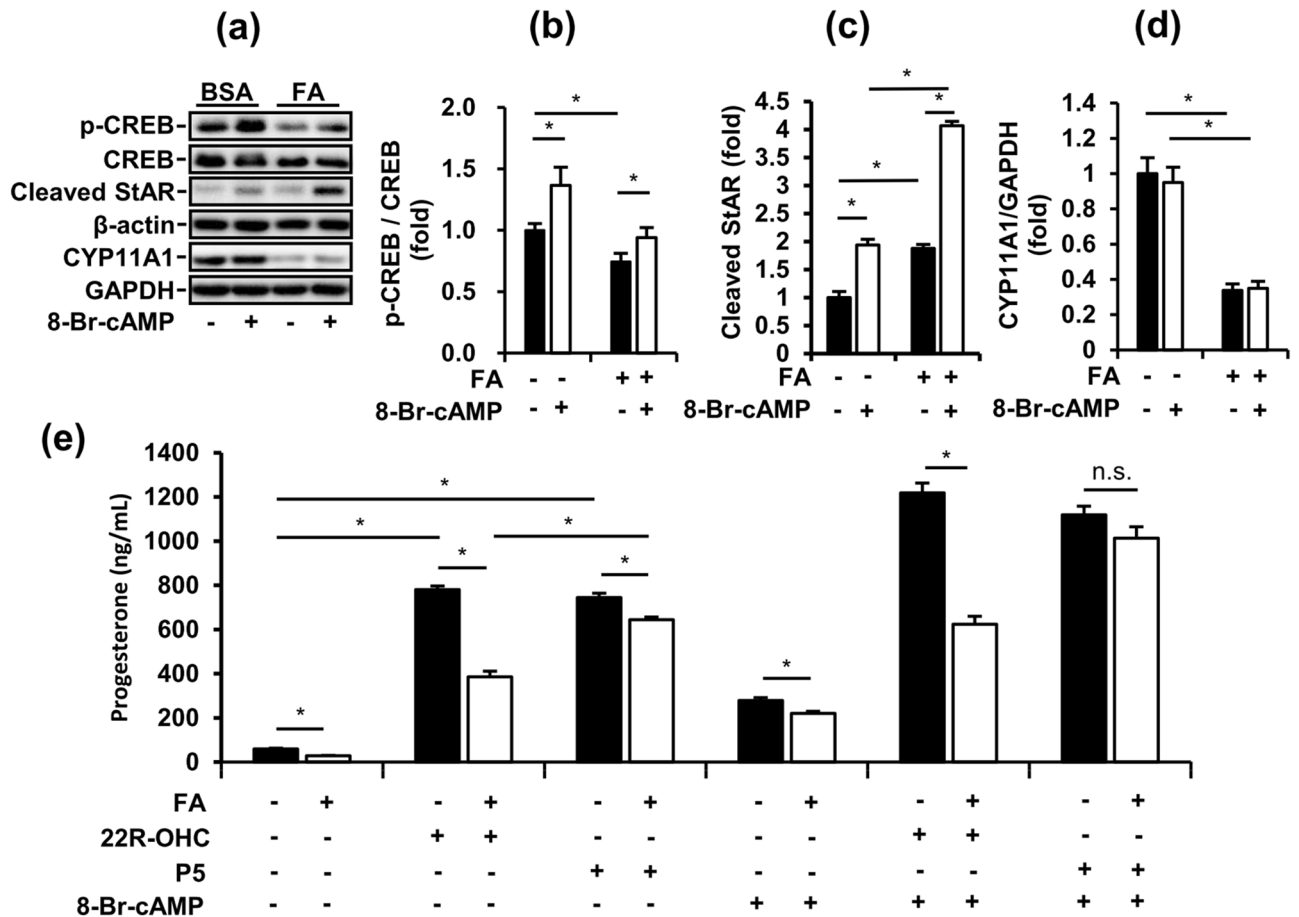 (a)
BSA FA
p-CREB
CREB
Cleaved StAR
β-actin
CYP11A1
GAPDH
8-Br-cAMP - + - +
(b)
p-CREB / CREB
(fold)
2.0
1.5
1.0
0.5
0.0
* * *
FA - - + +
8-Br-cAMP - + - +
(c)
Cleaved StAR (fold)
4.5
4
3.5
3
2.5
2
1.5
1
0.5
0
* * * *
FA - - + +
8-Br-cAMP - + - +
(d)
CYP11A1/GAPDH
(fold)
1.4
1.2
1
0.8
0.6
0.4
0.2
0
* *
FA - - + +
8-Br-cAMP - + - +
(e)
Progesterone (ng/mL)
1400
1200
1000
800
600
400
200
0
* * * * * * * * n.s.
FA - + - + - + - + - + - +
22R-OHC - - + + - - - - + + - -
P5 - - - - + + - - - - + +
8-Br-cAMP - - - - - - + + + + + +